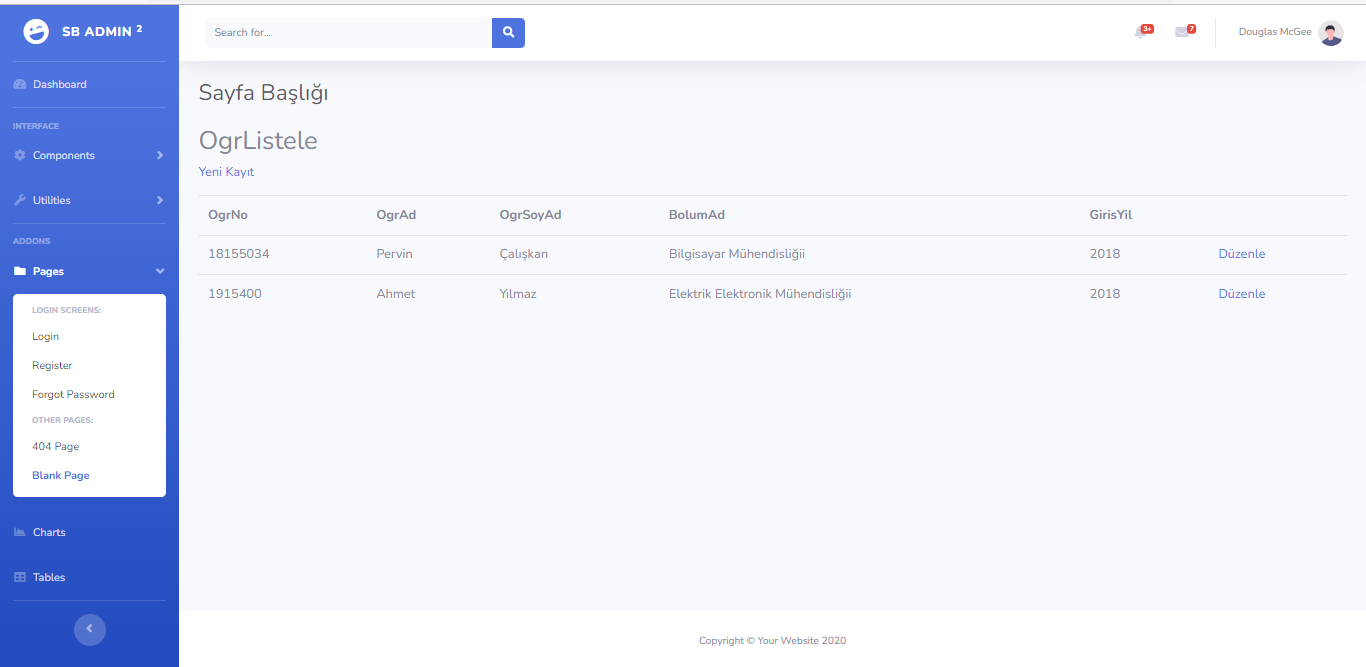 SB ADMIN 2
Search for...
3+
7
Douglas McGee
Dashboard
INTERFACE
Components
Utilities
ADDONS
Pages
LOGIN SCREENS:
Login
Register
Forgot Password
OTHER PAGES:
404 Page
Blank Page
Charts
Tables
Sayfa Başlığı
OgrListele
Yeni Kayıt
OgrNo OgrAd OgrSoyAd BolumAd GirisYil
18155034 Pervin Çalışkan Bilgisayar Mühendisliğii 2018 Düzenle
1915400 Ahmet Yılmaz Elektrik Elektronik Mühendisliğii 2018 Düzenle
Copyright © Your Website 2020